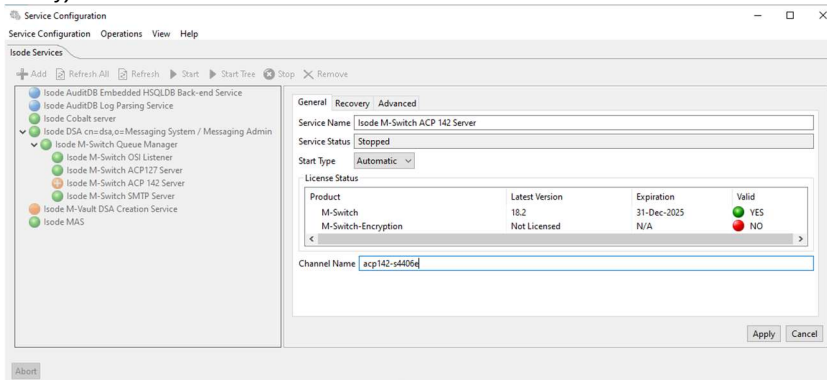 Service Configuration
Service Configuration Operations View Help
Isode Services
Add Refresh All Refresh Start Start Tree Stop Remove
Isode AuditDB Embedded HSQLDB Back-end Service
Isode AuditDB Log Parsing Service
Isode Cobalt server
Isode DSA cn=dsa,o=Messaging System / Messaging Admin
Isode M-Switch Queue Manager
Isode M-Switch OSI Listener
Isode M-Switch ACP127 Server
Isode M-Switch ACP 142 Server
Isode M-Switch SMTP Server
Isode M-Vault DSA Creation Service
Isode MAS
General Recovery Advanced
Service Name Isode M-Switch ACP 142 Server
Service Status Stopped
Start Type Automatic
License Status
Product Latest Version Expiration Valid
M-Switch 18.2 31-Dec-2025 YES
M-Switch-Encryption Not Licensed N/A NO
Channel Name acp142-s4406e
Apply Cancel
Abort